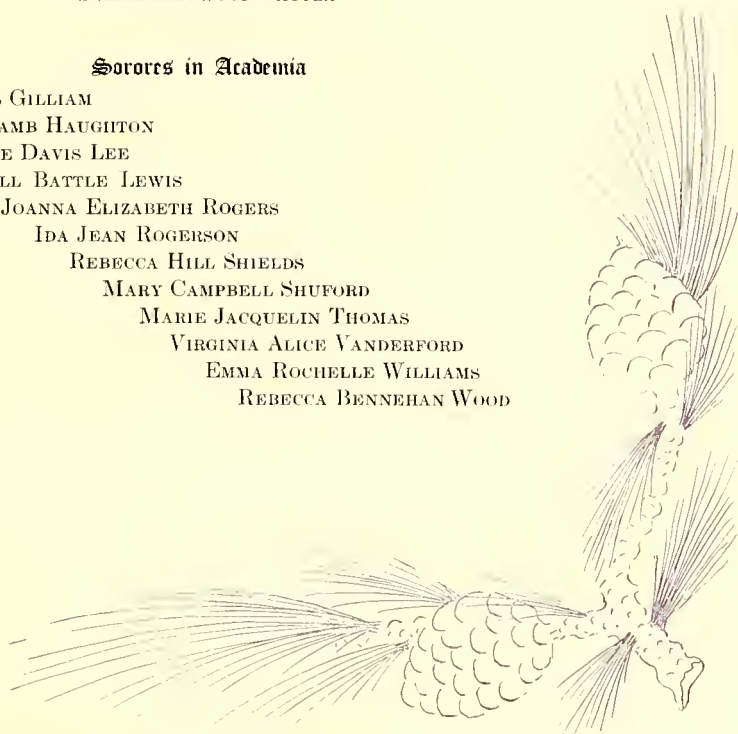 Sorores in Academia
Gilliam
Haughton
Davis Lee
Battle Lewis
Joanna Elizabeth Rogers
Ida Jean Rogerson
Rebecca Hill Shields
Mary Campbell Shuford
Marie Jacquelin Thomas
Virginia Alice Vanderford
Emma Rochelle Williams
Rebecca Bennehan Wood